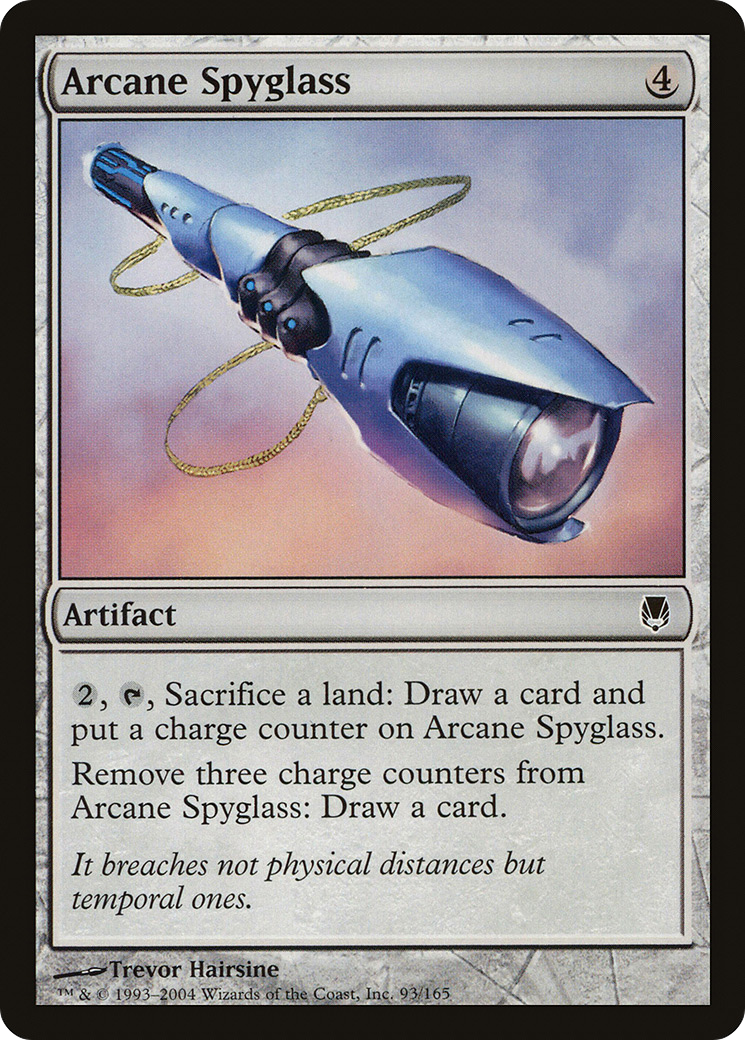 Arcane Spyglass 4
Artifact
2, , Sacrifice a land: Draw a card and
put a charge counter on Arcane Spyglass.
Remove three charge counters from
Arcane Spyglass: Draw a card.
It breaches not physical distances but
temporal ones.
Trevor Hairsine
™ & © 1993–2004 Wizards of the Coast, Inc. 93/165